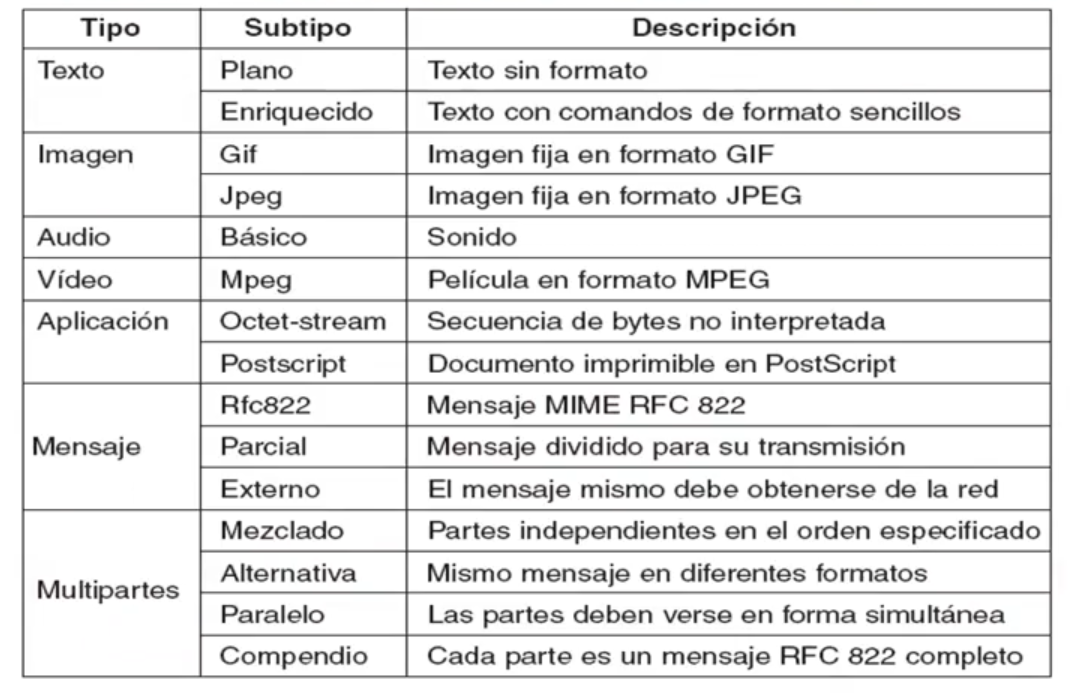 Tipo Subtipo Descripción
Texto Plano Texto sin formato
Enriquecido Texto con comandos de formato sencillos
Imagen Gif Imagen fija en formato GIF
Jpeg Imagen fija en formato JPEG
Audio Básico Sonido
Vídeo Mpeg Película en formato MPEG
Aplicación Octet-stream Secuencia de bytes no interpretada
Postscript Documento imprimible en PostScript
Rfc822 Mensaje MIME RFC 822
Mensaje Parcial Mensaje dividido para su transmisión
Externo El mensaje mismo debe obtenerse de la red
Mezclado Partes independientes en el orden especificado
Alternativa Mismo mensaje en diferentes formatos
Multipartes
Paralelo Las partes deben verse en forma simultánea
Compendio Cada parte es un mensaje RFC 822 completo